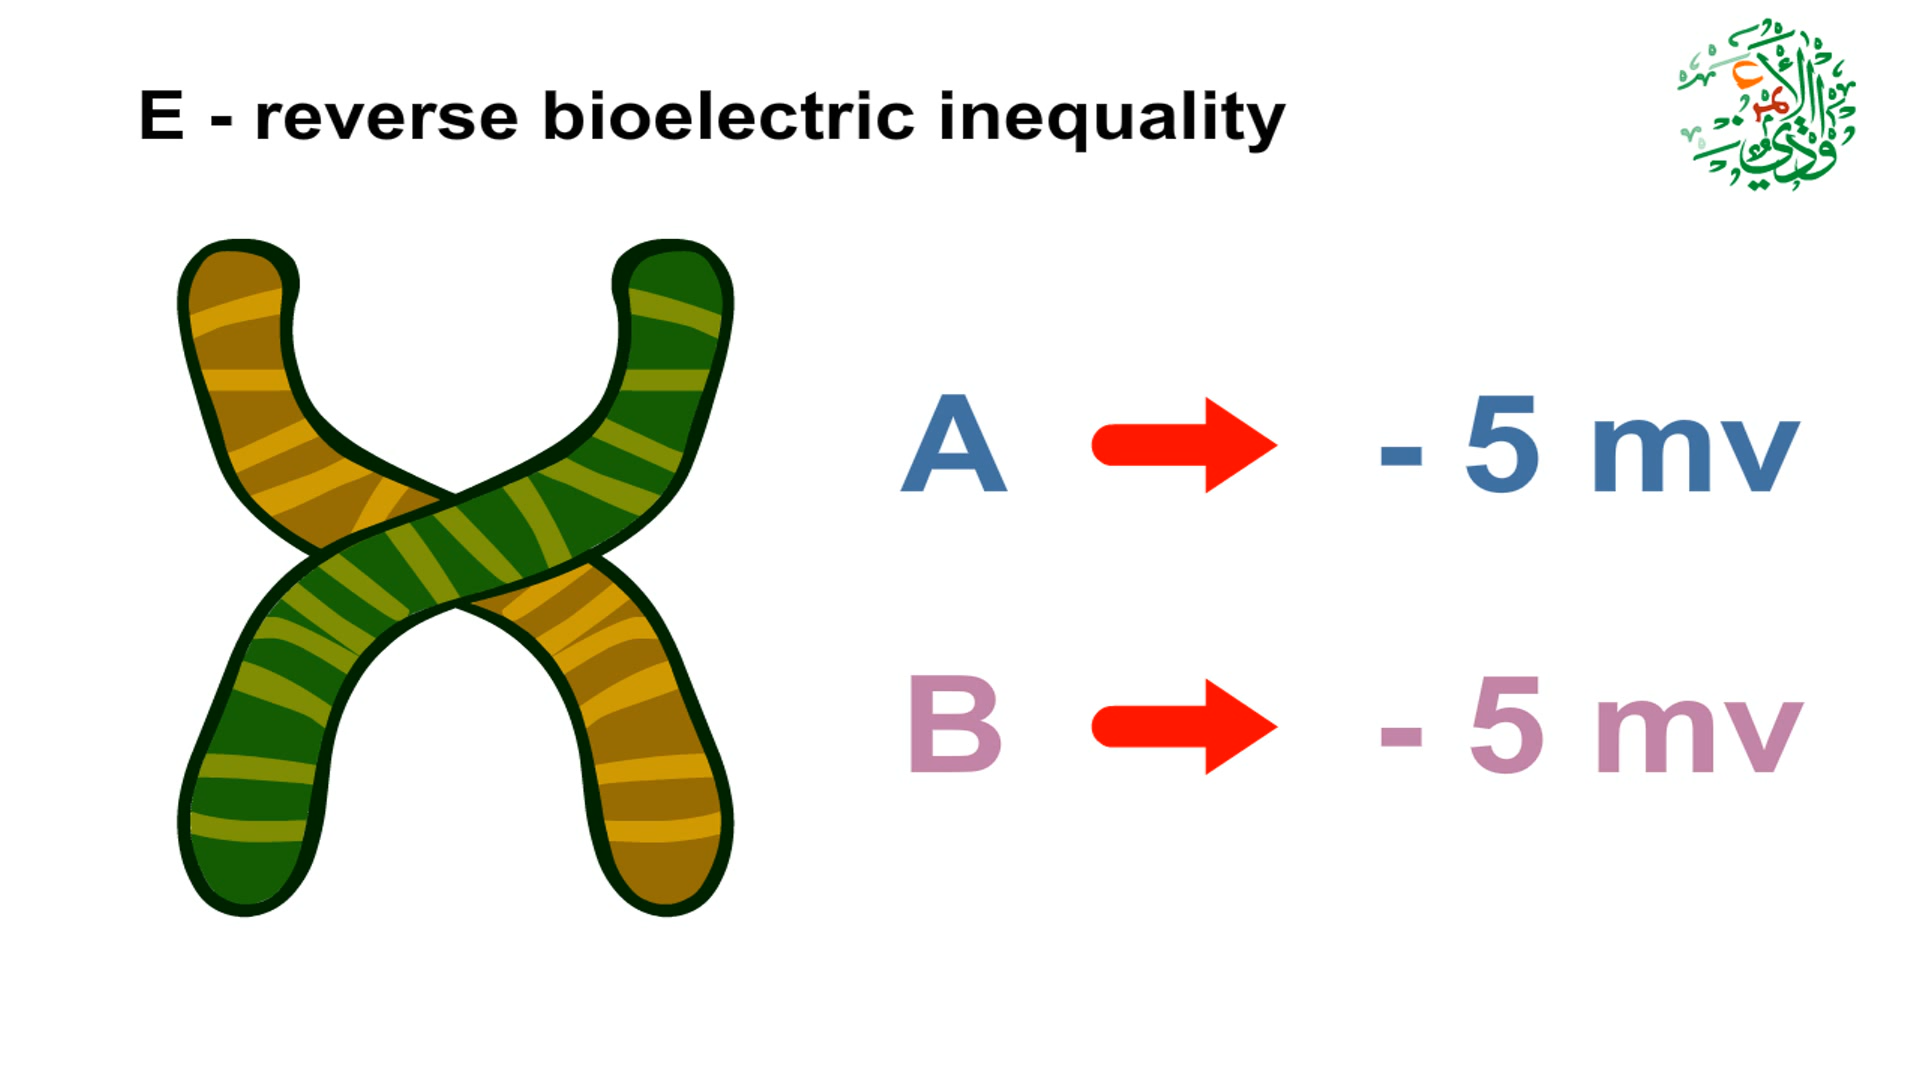 E - reverse bioelectric inequality
A - 5 mv
B - 5 mv